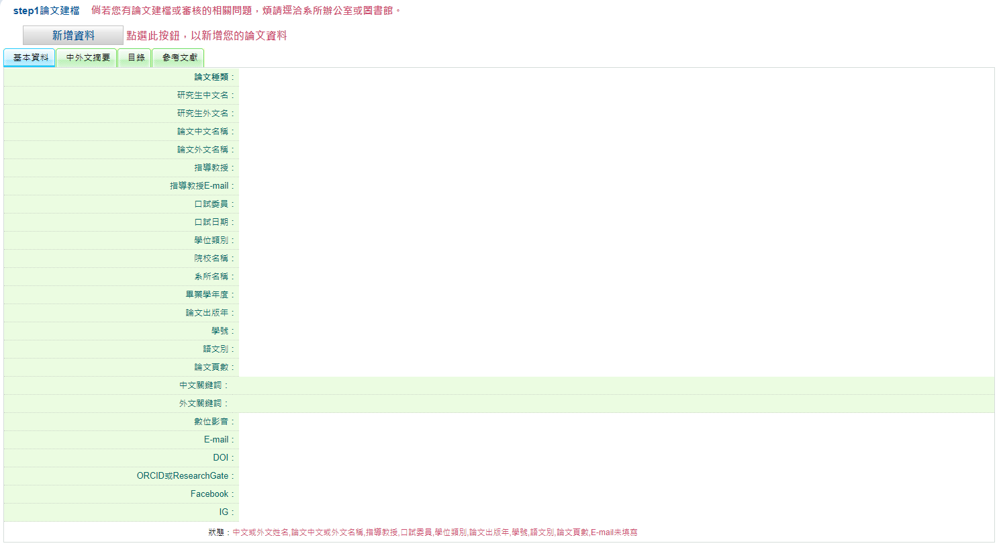 step1論文建檔 倘若您有論文建檔或審核的相關問題，煩請逕洽系所辦公室或圖書館。
新增資料 點選此按鈕，以新增您的論文資料
基本資料 中外文摘要 目錄 參考文獻
論文種類：
研究生中文名：
研究生外文名：
論文中文名稱：
論文外文名稱：
指導教授：
指導教授E-mail：
口試委員：
口試日期：
學位類別：
院校名稱：
系所名稱：
畢業學年度：
論文出版年：
學號：
語文別：
論文頁數：
中文關鍵詞：
外文關鍵詞：
數位影音：
E-mail：
DOI：
ORCID或ResearchGate：
Facebook：
IG：
狀態：中文或外文姓名,論文中文或外文名稱,指導教授,口試委員,學位類別,論文出版年,學號,語文別,論文頁數,E-mail未填寫